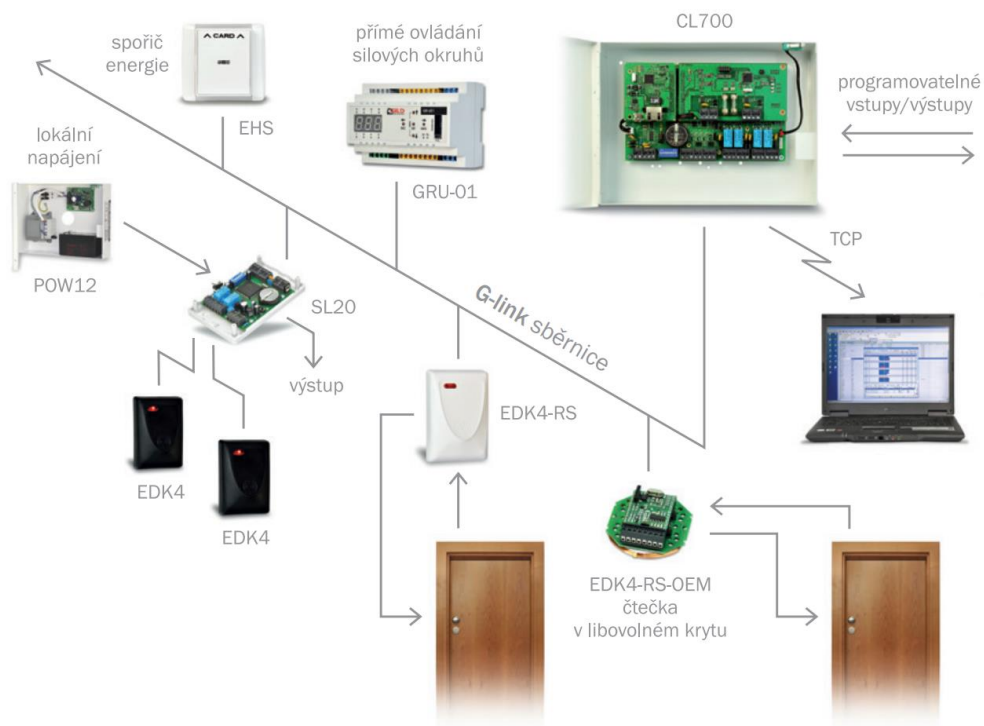 CL700
spořič
energie
∧ CARD ∧
přímé ovládání
silových okruhů
programovatelné
vstupy/výstupy
EHS
lokální
napájení
GRU-01
TCP
POW12
SL20
G-link sběrnice
výstup
EDK4-RS
EDK4
EDK4
EDK4-RS-OEM
čtečka
v libovolném krytu